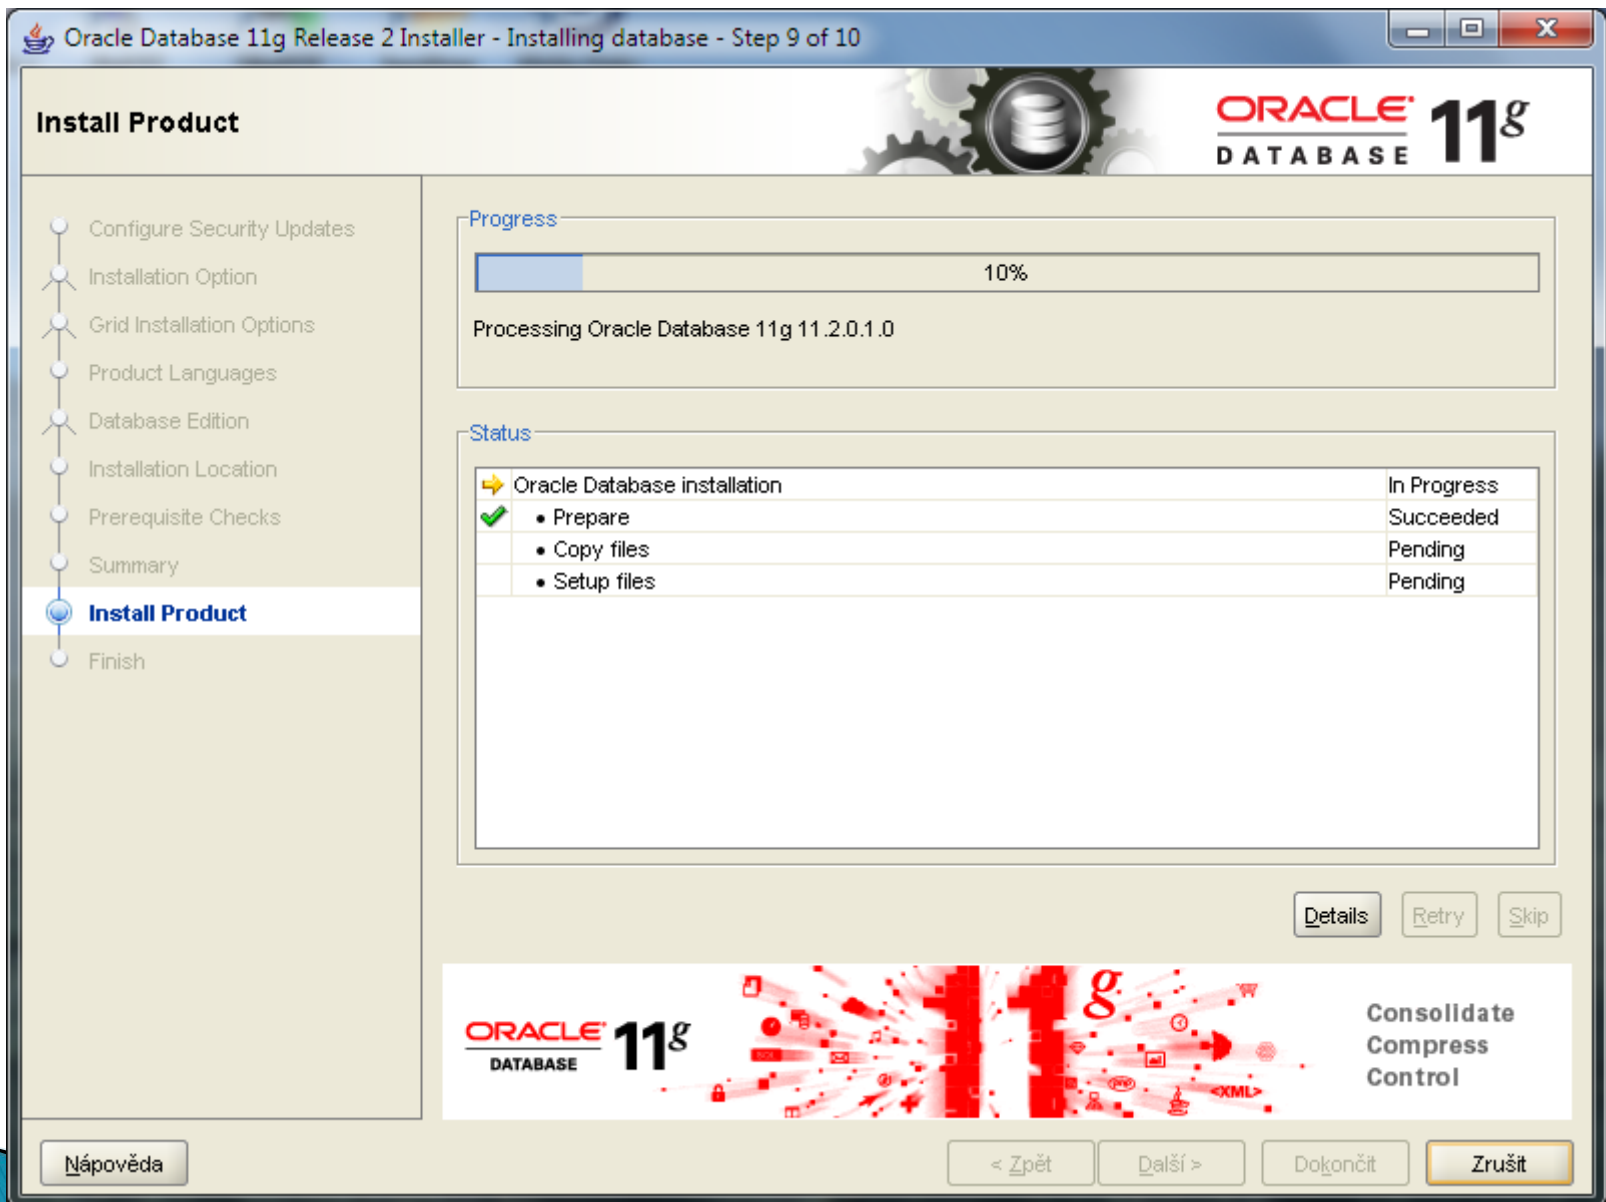 Oracle Database 11g Release 2 Installer - Installing database - Step 9 of 10
Install Product
ORACLE DATABASE 11g
Configure Security Updates
Installation Option
Grid Installation Options
Product Languages
Database Edition
Installation Location
Prerequisite Checks
Summary
Install Product
Finish
Progress
10%
Processing Oracle Database 11g 11.2.0.1.0
Status
Oracle Database installation In Progress
• Prepare Succeeded
• Copy files Pending
• Setup files Pending
Details Retry Skip
ORACLE DATABASE 11g
11g
php
<XML>
Consolidate
Compress
Control
Nápověda < Zpět Další > Dokončit Zrušit